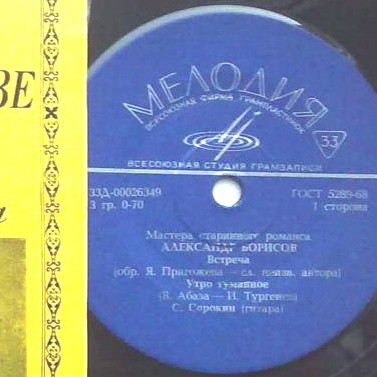 ВЕ
МЕЛОДИЯ
ВСЕСОЮЗНАЯ ФИРМА ГРАМПЛАСТИНОК
33
ВСЕСОЮЗНАЯ СТУДИЯ ГРАМЗАПИСИ
33Д-00026349
ГОСТ 5289-68
3 гр. 0-70
1 сторона
Мастера старинного романса
АЛЕКСАНДР БОРИСОВ
Встреча
(обр. Я. Пригожева — сл. неизв. автора)
Утро туманное
(В. Абаза — И. Тургенев)
С. Сорокин (гитара)